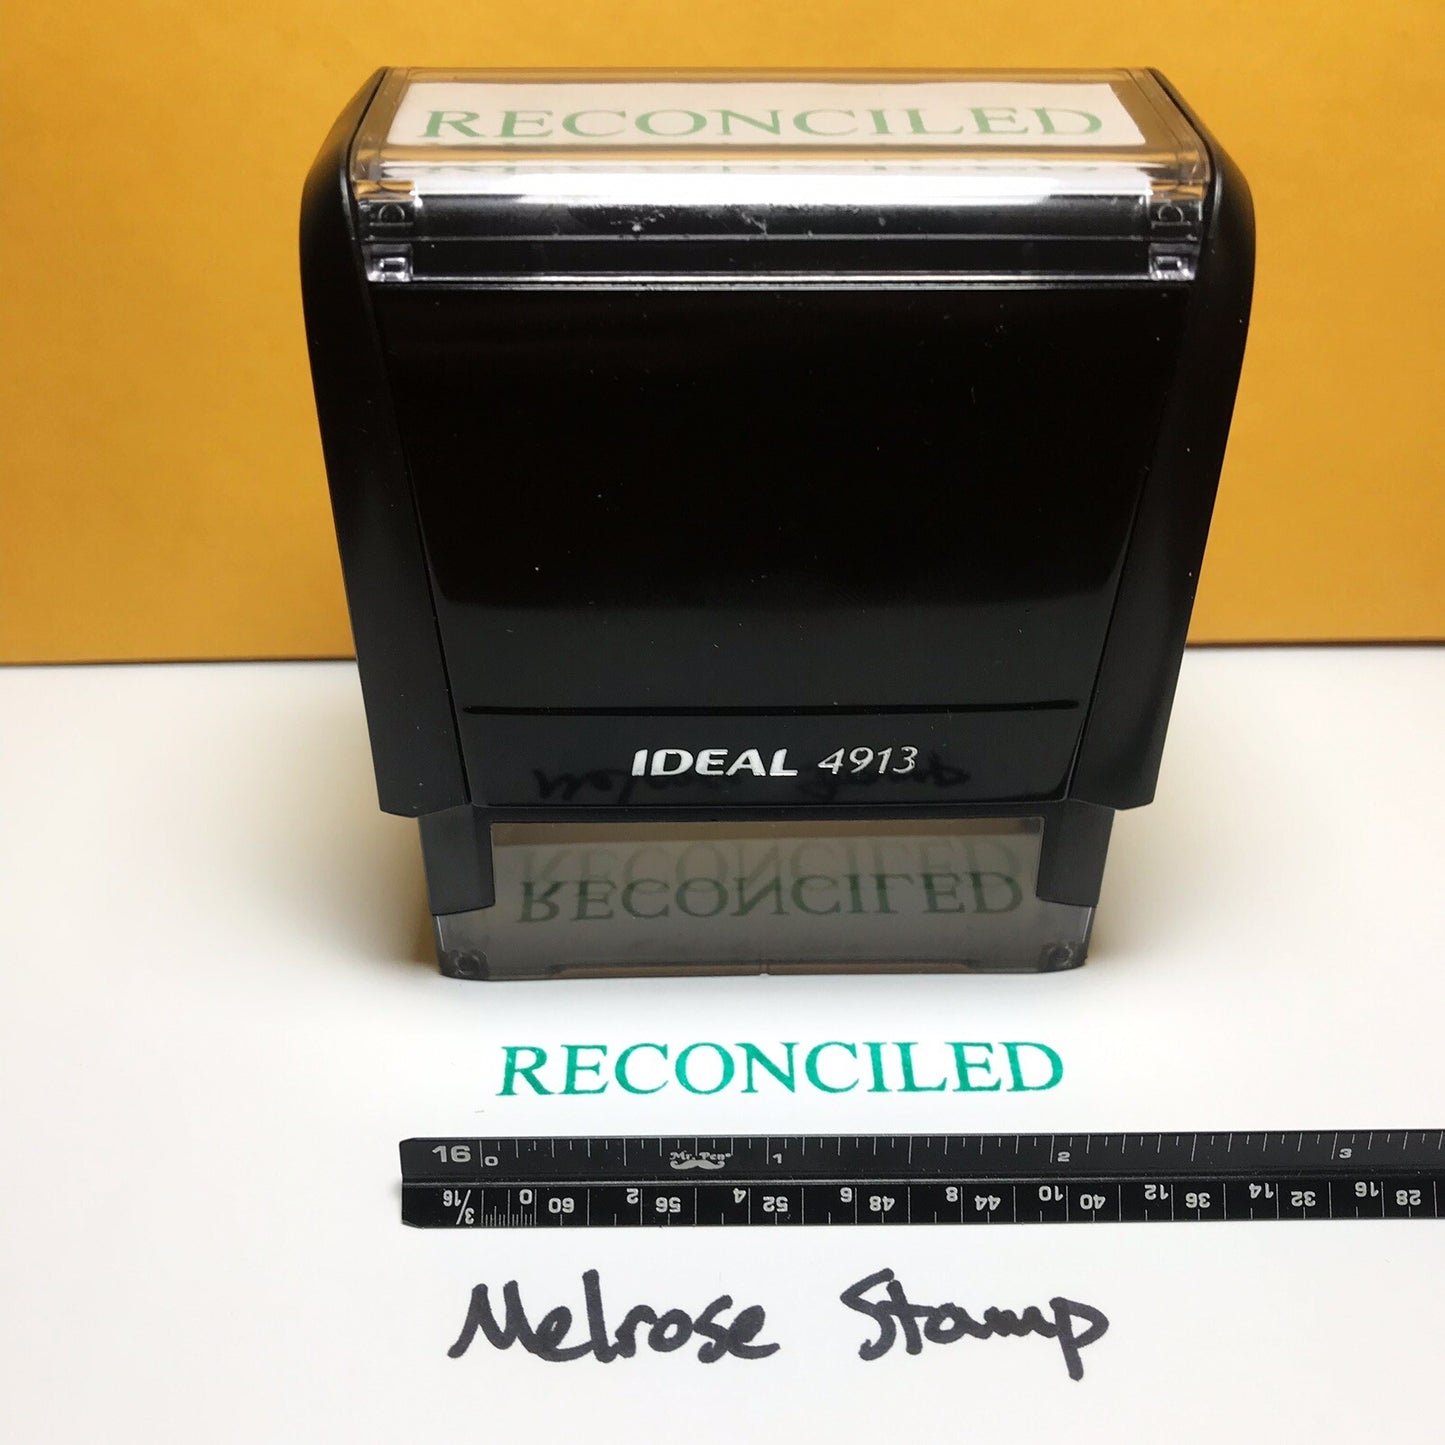 RECONCILED
IDEAL 4913
RECONCILED
RECONCILED
16 0 Mr. Pen® 1 2 3
3/16 0 60 2 56 4 52 6 48 8 44 10 40 12 36 14 32 16 28
Melrose Stamp